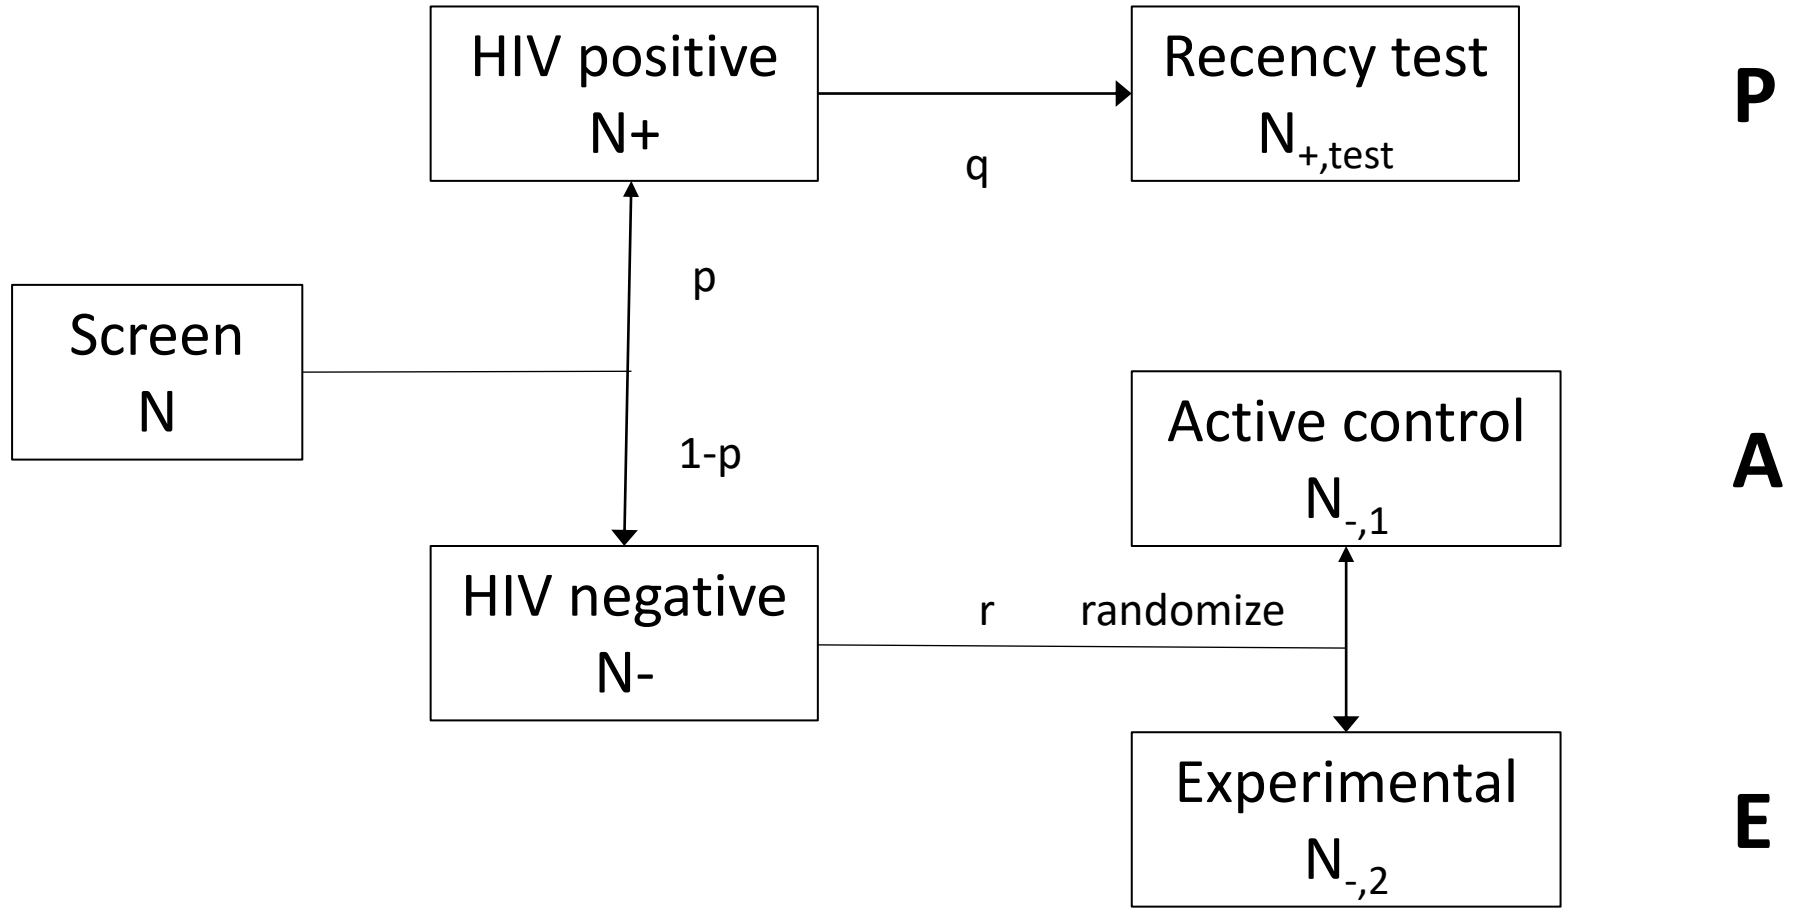 HIV positive
N+
q
Recency test
N+,test
P
p
Screen
N
1-p
Active control
N-,1
A
HIV negative
N-
r
randomize
Experimental
N-,2
E